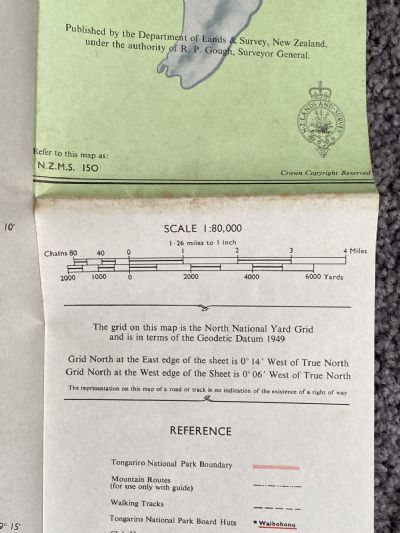 Published by the Department of Lands & Survey, New Zealand,
under the authority of R. P. Gough, Surveyor General.
N.Z. LANDS AND SURVEY
Refer to this map as:
N.Z.M.S. 150
Crown Copyright Reserved
10'
SCALE 1:80,000
1·26 miles to 1 inch
Chains 80 40 0 1 2 3 4 Miles
2000 1000 0 2000 4000 6000 Yards
The grid on this map is the North National Yard Grid
and is in terms of the Geodetic Datum 1949
Grid North at the East edge of the sheet is 0° 14' West of True North
Grid North at the West edge of the Sheet is 0° 06' West of True North
The representation on this map of a road or track is no indication of the existence of a right of way
REFERENCE
Tongariro National Park Boundary
Mountain Routes
(for use only with guide)
Walking Tracks
Tongariro National Park Board Huts Waihohonu
9° 15'